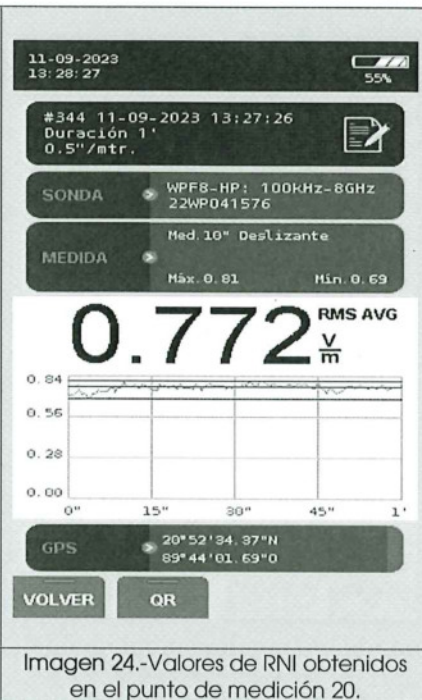 11-09-2023
13:28:27
55%
#344 11-09-2023 13:27:26
Duración 1'
0.5"/mtr.
SONDA
WPF8-HP: 100kHz-8GHz
22WP041576
MEDIDA
Med.10" Deslizante
Máx.0.81 Mín.0.69
0.772 RMS AVG
V/m
0.84
0.56
0.28
0.00
0" 15" 30" 45" 1'
GPS
20°52'34.37"N
89°44'01.69"O
VOLVER QR
Imagen 24.-Valores de RNI obtenidos
en el punto de medición 20.